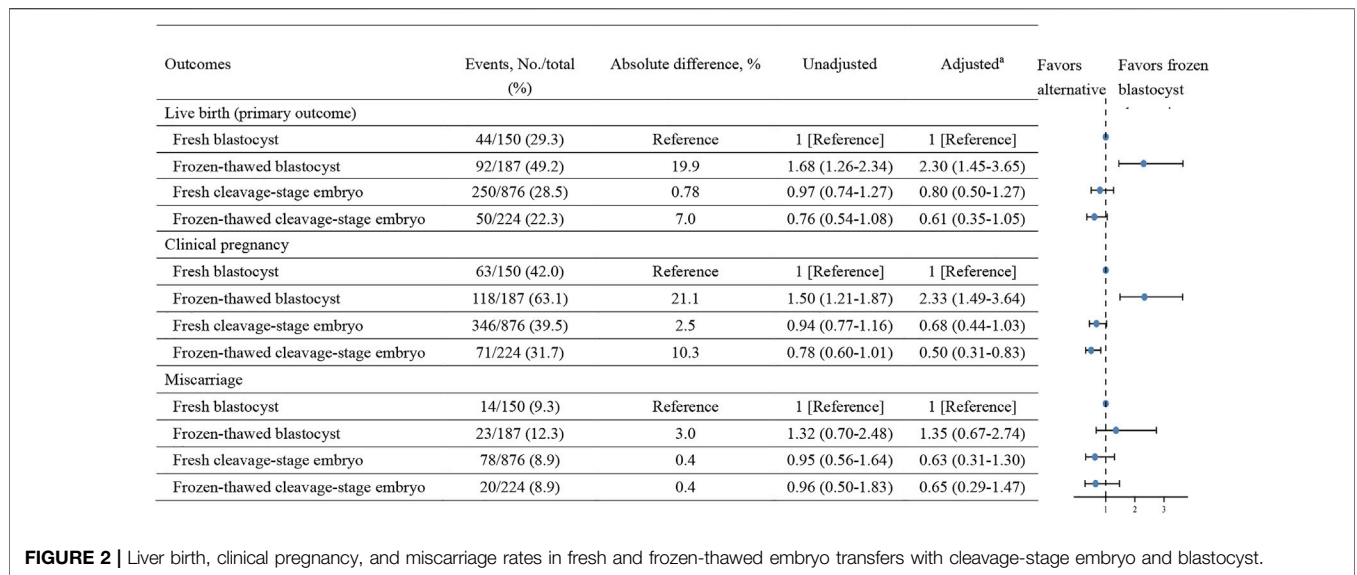 Outcomes Events, No./total (%) Absolute difference, % Unadjusted Adjustedᵃ Favors alternative Favors frozen blastocyst
Live birth (primary outcome)
Fresh blastocyst 44/150 (29.3) Reference 1 [Reference] 1 [Reference]
Frozen-thawed blastocyst 92/187 (49.2) 19.9 1.68 (1.26-2.34) 2.30 (1.45-3.65)
Fresh cleavage-stage embryo 250/876 (28.5) 0.78 0.97 (0.74-1.27) 0.80 (0.50-1.27)
Frozen-thawed cleavage-stage embryo 50/224 (22.3) 7.0 0.76 (0.54-1.08) 0.61 (0.35-1.05)
Clinical pregnancy
Fresh blastocyst 63/150 (42.0) Reference 1 [Reference] 1 [Reference]
Frozen-thawed blastocyst 118/187 (63.1) 21.1 1.50 (1.21-1.87) 2.33 (1.49-3.64)
Fresh cleavage-stage embryo 346/876 (39.5) 2.5 0.94 (0.77-1.16) 0.68 (0.44-1.03)
Frozen-thawed cleavage-stage embryo 71/224 (31.7) 10.3 0.78 (0.60-1.01) 0.50 (0.31-0.83)
Miscarriage
Fresh blastocyst 14/150 (9.3) Reference 1 [Reference] 1 [Reference]
Frozen-thawed blastocyst 23/187 (12.3) 3.0 1.32 (0.70-2.48) 1.35 (0.67-2.74)
Fresh cleavage-stage embryo 78/876 (8.9) 0.4 0.95 (0.56-1.64) 0.63 (0.31-1.30)
Frozen-thawed cleavage-stage embryo 20/224 (8.9) 0.4 0.96 (0.50-1.83) 0.65 (0.29-1.47)
1 2 3
FIGURE 2 | Liver birth, clinical pregnancy, and miscarriage rates in fresh and frozen-thawed embryo transfers with cleavage-stage embryo and blastocyst.